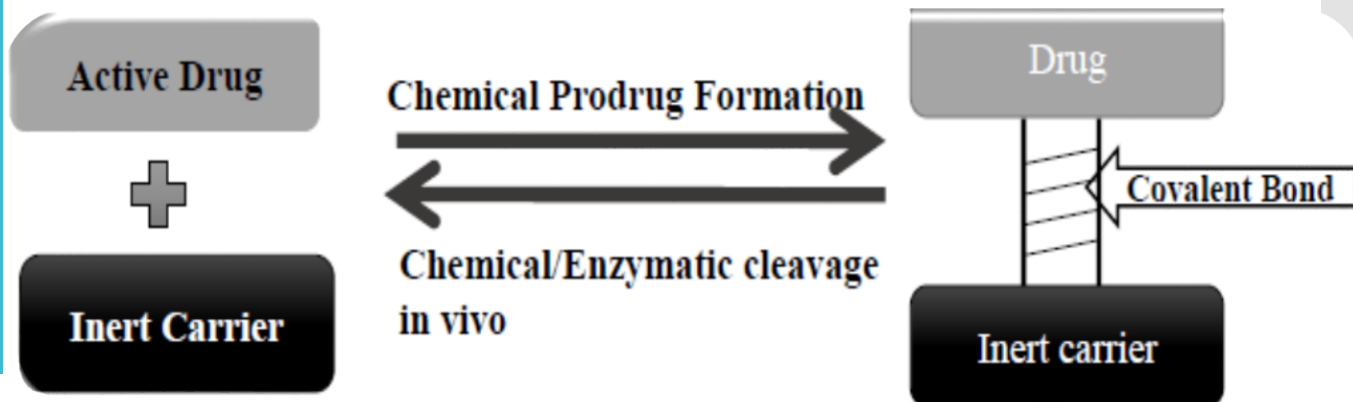 Active Drug
Inert Carrier
Chemical Prodrug Formation
Chemical/Enzymatic cleavage
in vivo
Drug
Covalent Bond
Inert carrier